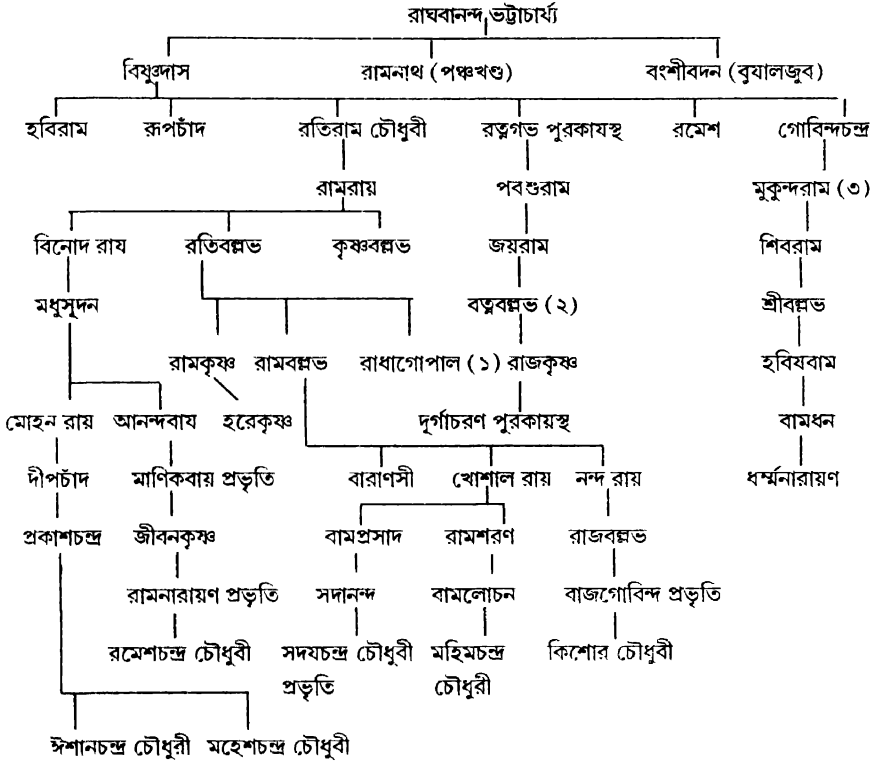 রাঘবানন্দ ভট্টাচার্য্য
বিষ্ণুদাস রামনাথ (পঞ্চখণ্ড) বংশীবদন (বুযালজুব)
হবিরাম রূপচাঁদ রতিরাম চৌধুবী রত্নগভ পুরকাযস্থ রমেশ গোবিন্দচন্দ্র
রামরায় পবশুরাম মুকুন্দরাম (৩)
বিনোদ রায রতিবল্লভ কৃষ্ণবল্লভ জয়রাম শিবরাম
মধুসূদন বত্নবল্লভ (২) শ্রীবল্লভ
রামকৃষ্ণ রামবল্লভ রাধাগোপাল (১) রাজকৃষ্ণ হবিযবাম
মোহন রায় আনন্দবায হরেকৃষ্ণ দূর্গাচরণ পুরকায়স্থ বামধন
দীপচাঁদ মাণিকবায় প্রভৃতি বারাণসী খোশাল রায় নন্দ রায় ধর্ম্মনারায়ণ
প্রকাশচন্দ্র জীবনকৃষ্ণ বামপ্রসাদ রামশরণ রাজবল্লভ
রামনারায়ণ প্রভৃতি সদানন্দ বামলোচন বাজগোবিন্দ প্রভৃতি
রমেশচন্দ্র চৌধুবী সদযচন্দ্র চৌধুবী মহিমচন্দ্র কিশোর চৌধুবী
প্রভৃতি চৌধুরী
ঈশানচন্দ্র চৌধুরী মহেশচন্দ্র চৌধুবী